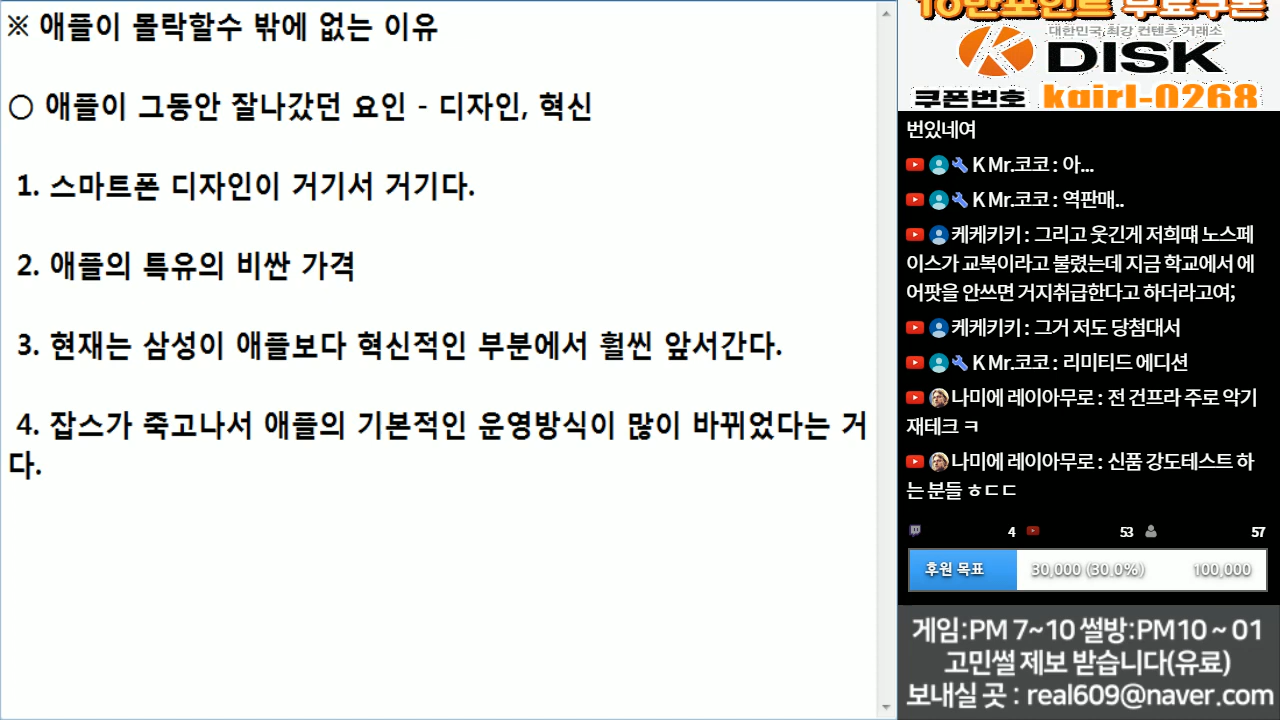 ※ 애플이 몰락할수 밖에 없는 이유
○ 애플이 그동안 잘나갔던 요인 - 디자인, 혁신
1. 스마트폰 디자인이 거기서 거기다.
2. 애플의 특유의 비싼 가격
3. 현재는 삼성이 애플보다 혁신적인 부분에서 훨씬 앞서간다.
4. 잡스가 죽고나서 애플의 기본적인 운영방식이 많이 바뀌었다는 거
다.
10만포인트 무료쿠폰
대한민국 최강 컨텐츠 거래소
K DISK
쿠폰번호 kgirl-0268
번있네여
K Mr.코코 : 아...
K Mr.코코 : 역판매..
케케키키 : 그리고 웃긴게 저희떄 노스페
이스가 교복이라고 불렸는데 지금 학교에서 에
어팟을 안쓰면 거지취급한다고 하더라고여;
케케키키 : 그거 저도 당첨대서
K Mr.코코 : 리미티드 에디션
나미에 레이아무로 : 전 건프라 주로 악기
재테크 ㅋ
나미에 레이아무로 : 신품 강도테스트 하
는 분들 ㅎㄷㄷ
4 53 57
후원 목표 30,000 (30.0%) 100,000
게임:PM 7~10 썰방:PM10 ~ 01
고민썰 제보 받습니다(유료)
보내실 곳 : real609@naver.com